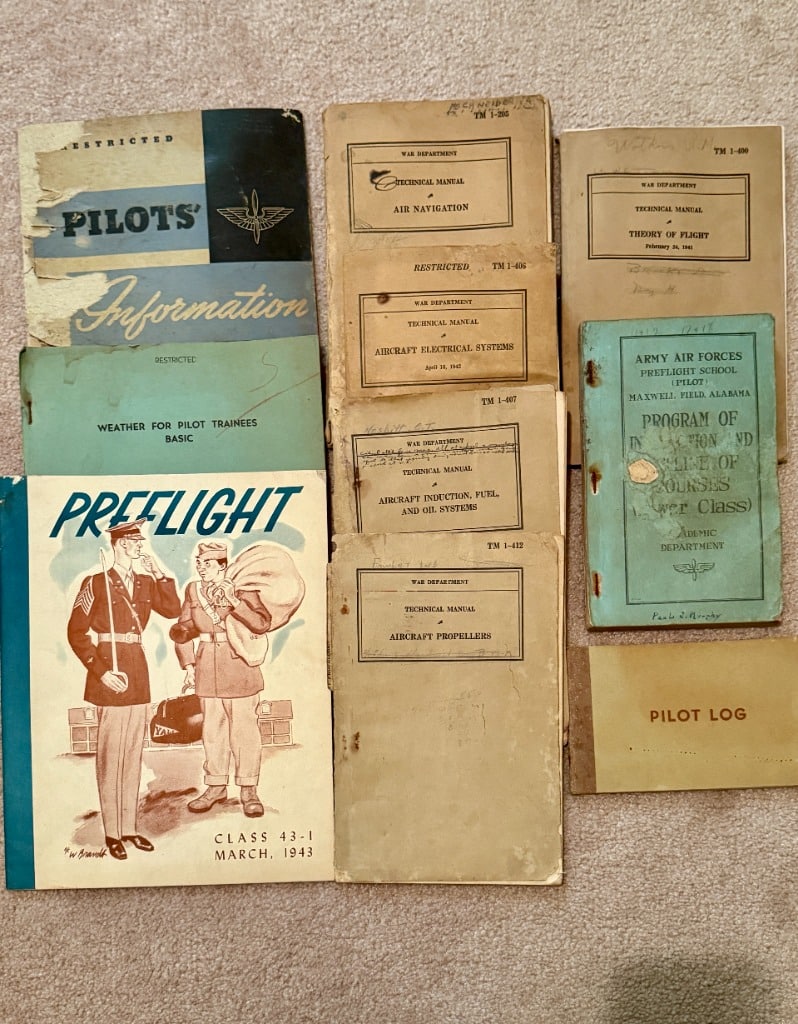 RESTRICTED
PILOTS'
Information
RESTRICTED
WEATHER FOR PILOT TRAINEES
BASIC
PREFLIGHT
CLASS 43-I
MARCH, 1943
H W Brandt
TM 1-205
WAR DEPARTMENT
TECHNICAL MANUAL
AIR NAVIGATION
RESTRICTED TM 1-406
WAR DEPARTMENT
TECHNICAL MANUAL
AIRCRAFT ELECTRICAL SYSTEMS
TM 1-407
WAR DEPARTMENT
TECHNICAL MANUAL
AIRCRAFT INDUCTION, FUEL,
AND OIL SYSTEMS
TM 1-412
WAR DEPARTMENT
TECHNICAL MANUAL
AIRCRAFT PROPELLERS
TM 1-400
WAR DEPARTMENT
TECHNICAL MANUAL
THEORY OF FLIGHT
February 24, 1941
ARMY AIR FORCES
PREFLIGHT SCHOOL
(PILOT)
MAXWELL FIELD, ALABAMA
PROGRAM OF
AND
OF
Class)
DEPARTMENT
PILOT LOG